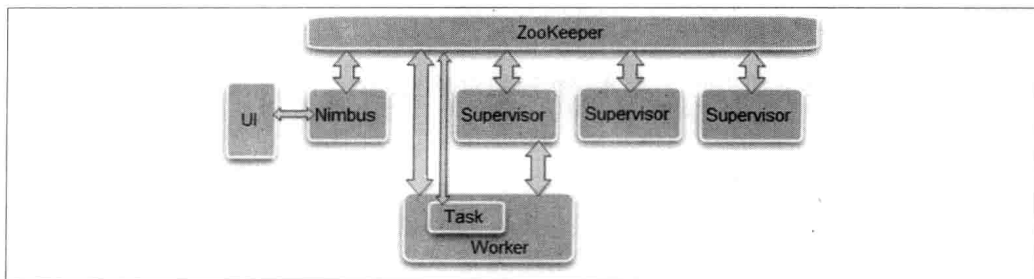 ZooKeeper
UI
Nimbus
Supervisor
Supervisor
Supervisor
Task
Worker